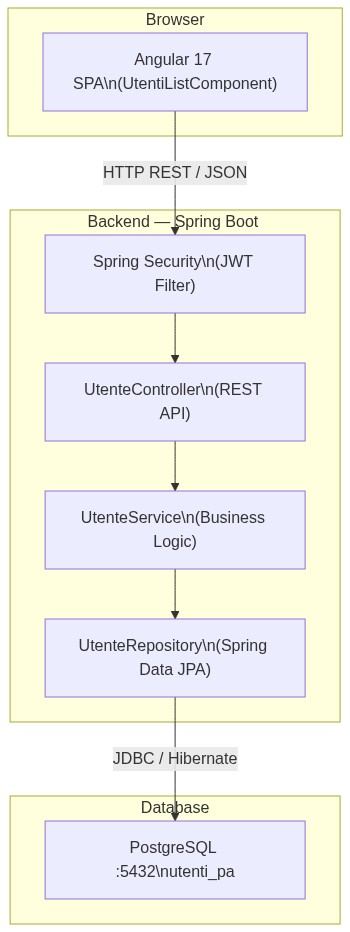 Browser
Angular 17
SPA\n(UtentiListComponent)
HTTP REST / JSON
Backend — Spring Boot
Spring Security\n(JWT
Filter)
UtenteController\n(REST
API)
UtenteService\n(Business
Logic)
UtenteRepository\n(Spring
Data JPA)
JDBC / Hibernate
Database
PostgreSQL
:5432\nutenti_pa